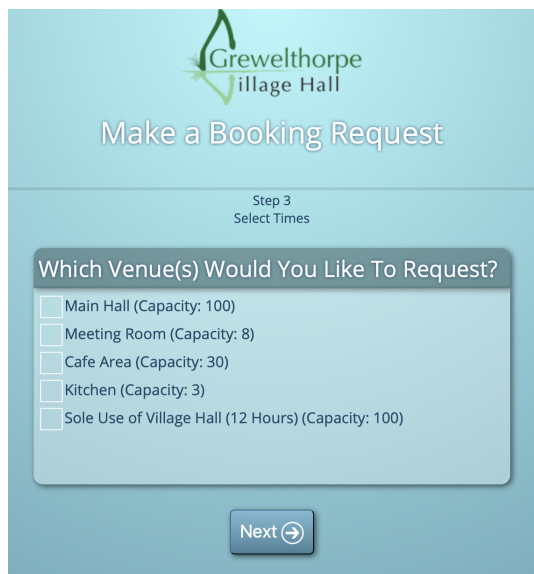 Grewelthorpe
Village Hall
Make a Booking Request
Step 3
Select Times
Which Venue(s) Would You Like To Request?
Main Hall (Capacity: 100)
Meeting Room (Capacity: 8)
Cafe Area (Capacity: 30)
Kitchen (Capacity: 3)
Sole Use of Village Hall (12 Hours) (Capacity: 100)
Next